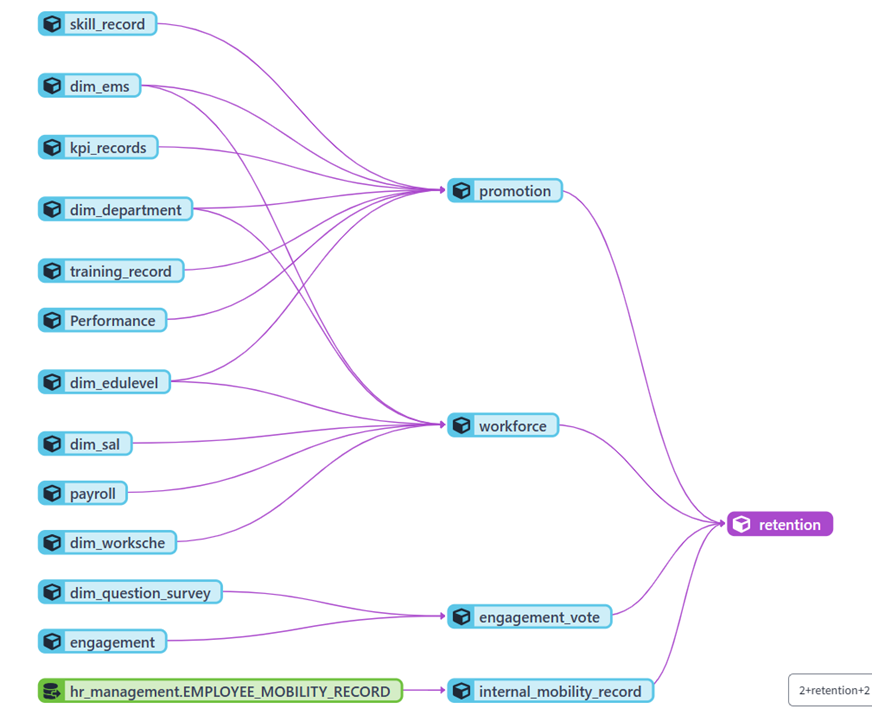 skill_record
dim_ems
kpi_records
dim_department
training_record
Performance
dim_edulevel
dim_sal
payroll
dim_worksche
dim_question_survey
engagement
hr_management.EMPLOYEE_MOBILITY_RECORD
promotion
workforce
engagement_vote
internal_mobility_record
retention
2+retention+2